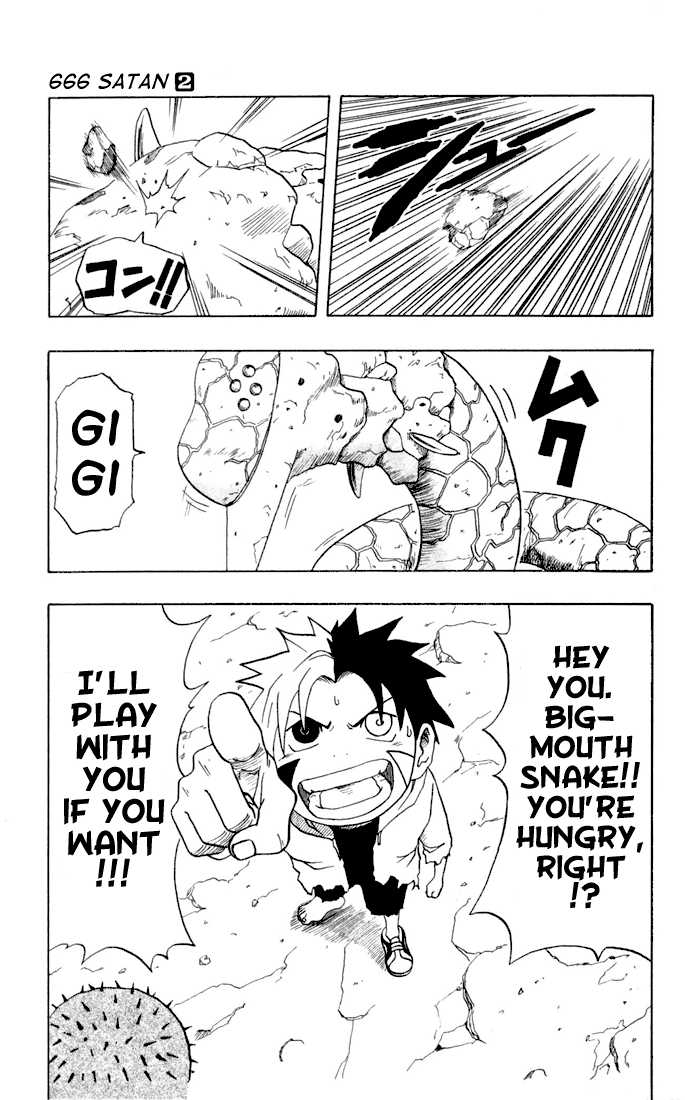 666 SATAN 2
シュー
コン!!
ムク
GI
GI
HEY
YOU.
BIG-
MOUTH
SNAKE!!
YOU'RE
HUNGRY,
RIGHT
!?
I'LL
PLAY
WITH
YOU
IF YOU
WANT
!!!